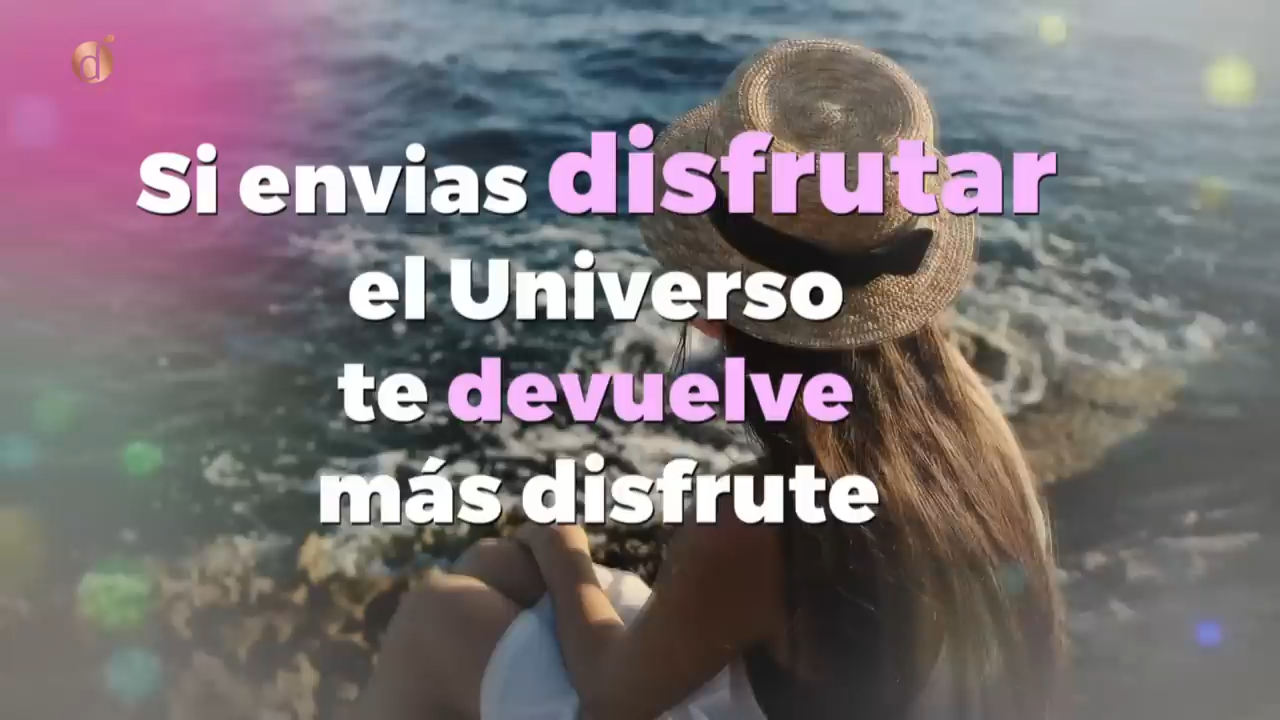 d
Si envias disfrutar
el Universo
te devuelve
más disfrute